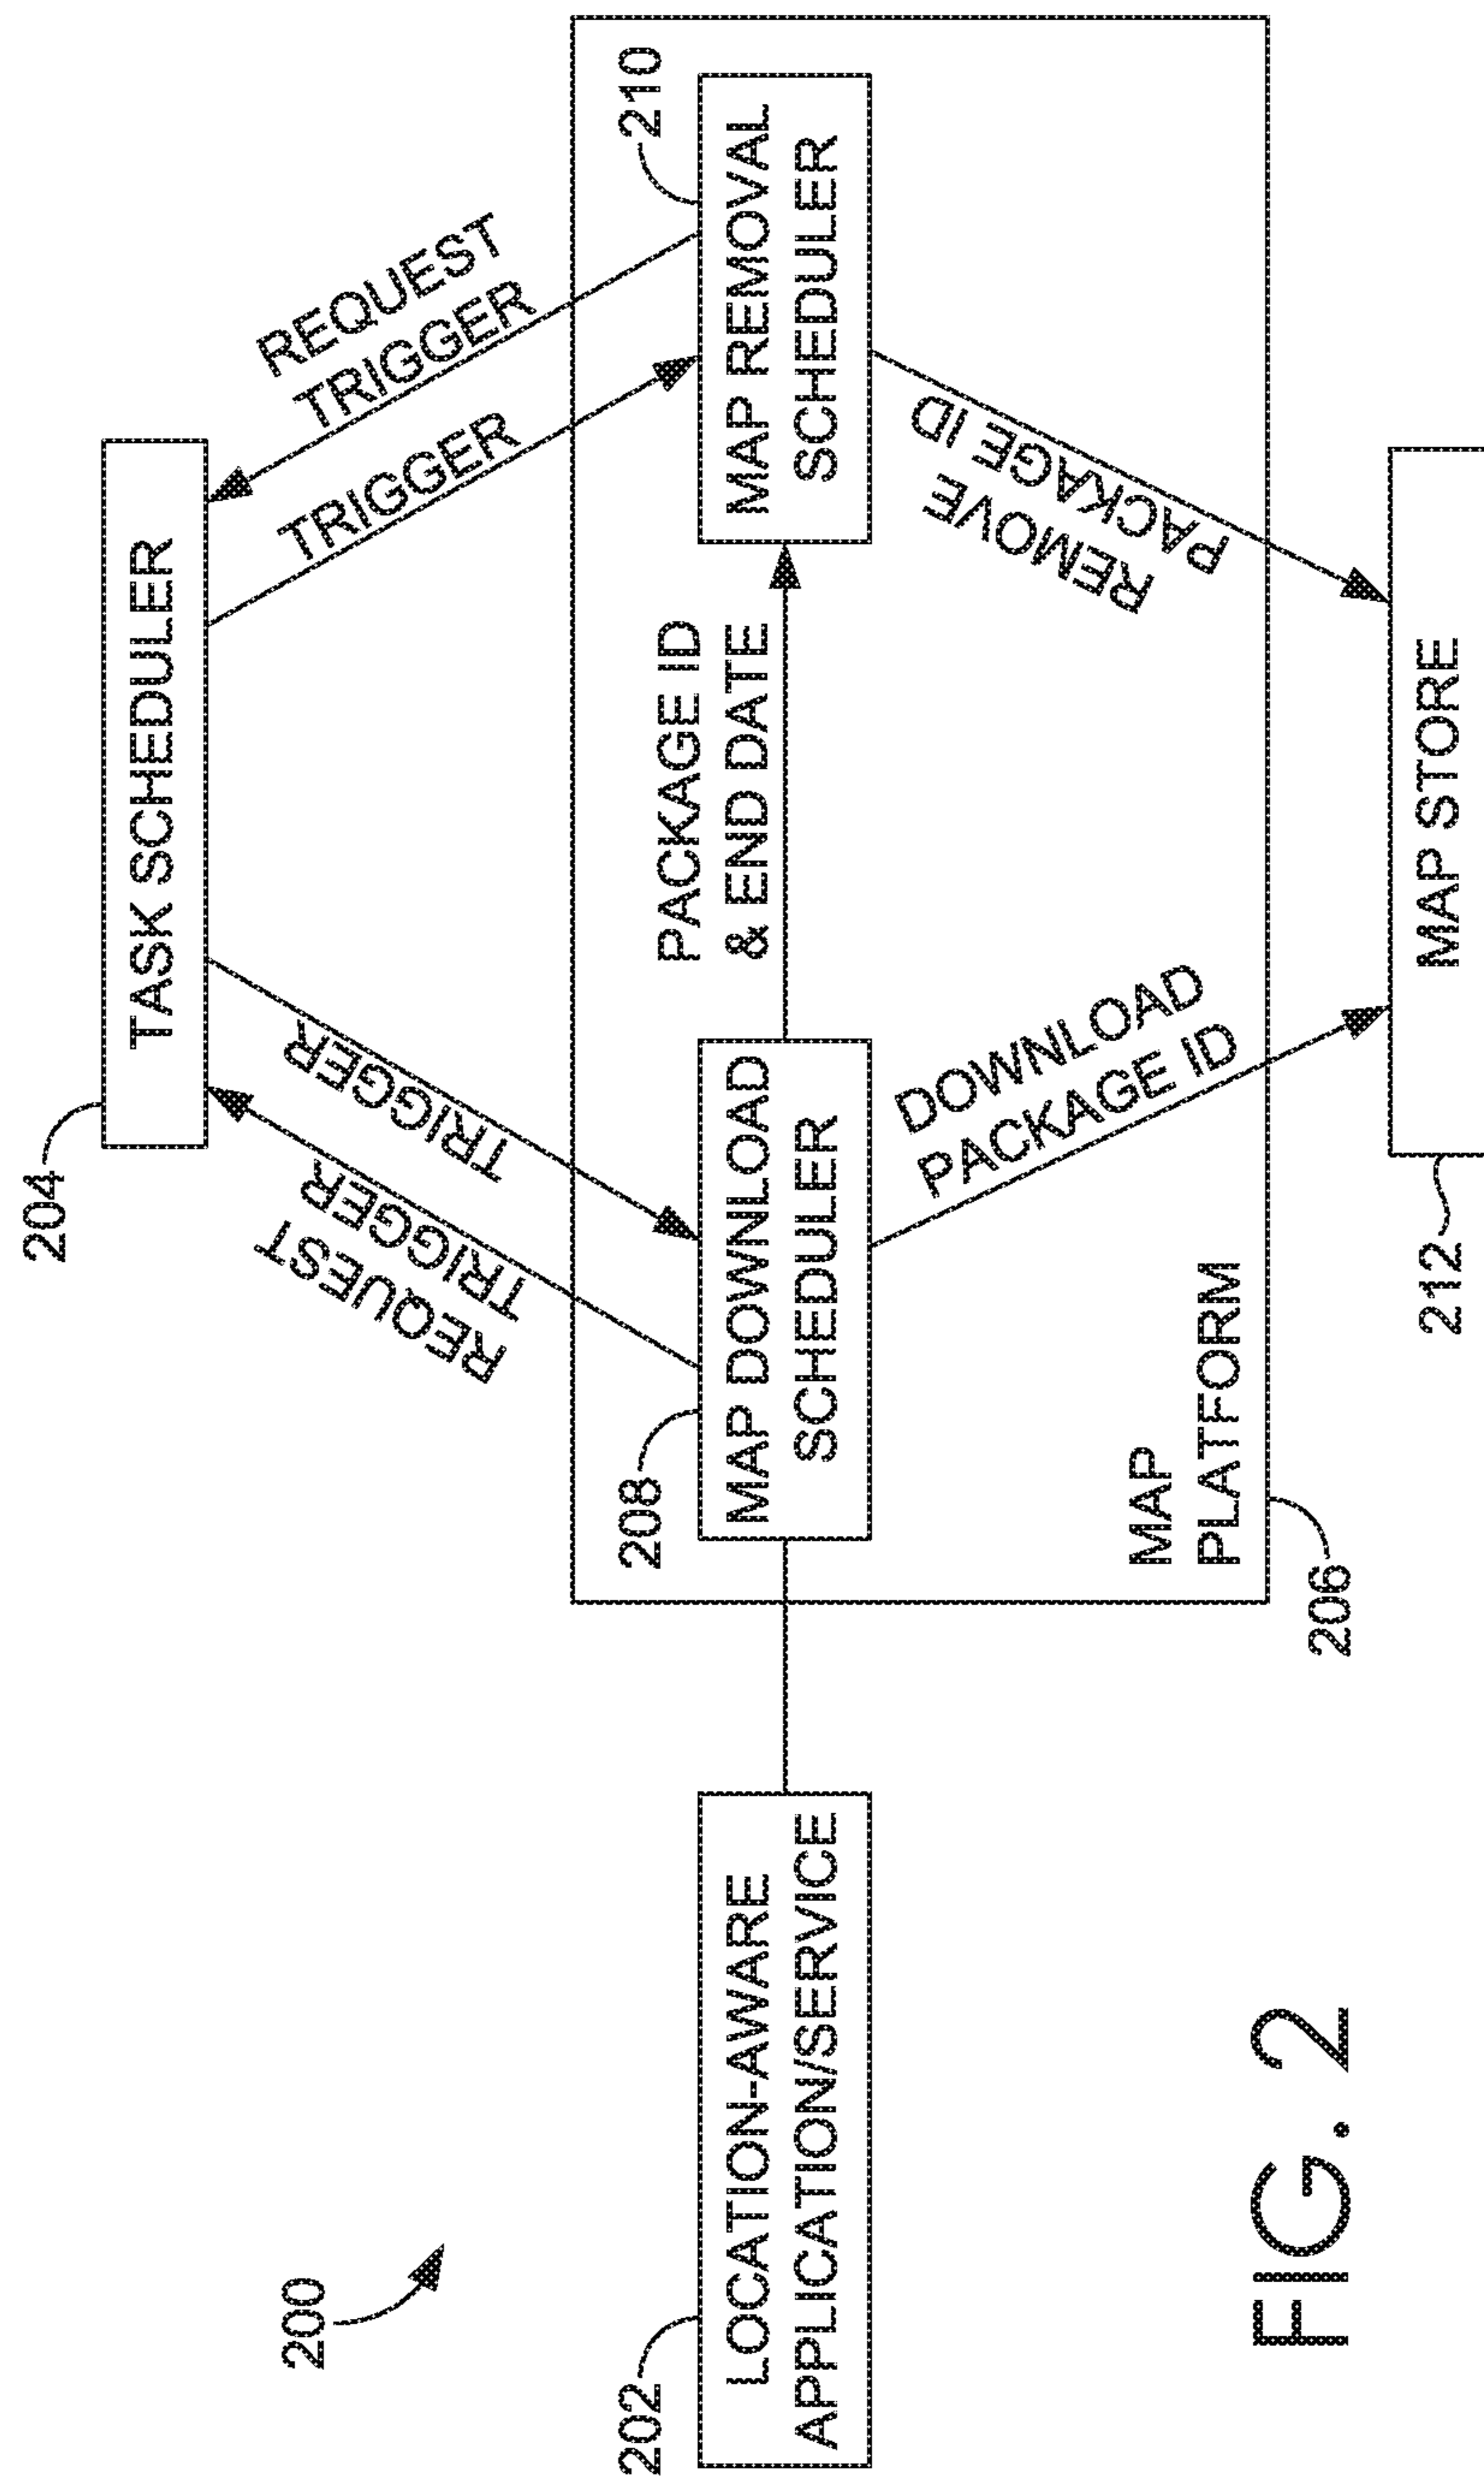 200
202
LOCATION-AWARE
APPLICATION/SERVICE
204
TASK SCHEDULER
REQUEST
TRIGGER
TRIGGER
TRIGGER
REQUEST
TRIGGER
208
MAP DOWNLOAD
SCHEDULER
PACKAGE ID
& END DATE
210
MAP REMOVAL
SCHEDULER
DOWNLOAD
PACKAGE ID
REMOVE
PACKAGE ID
MAP
PLATFORM
206
212
MAP STORE
FIG. 2